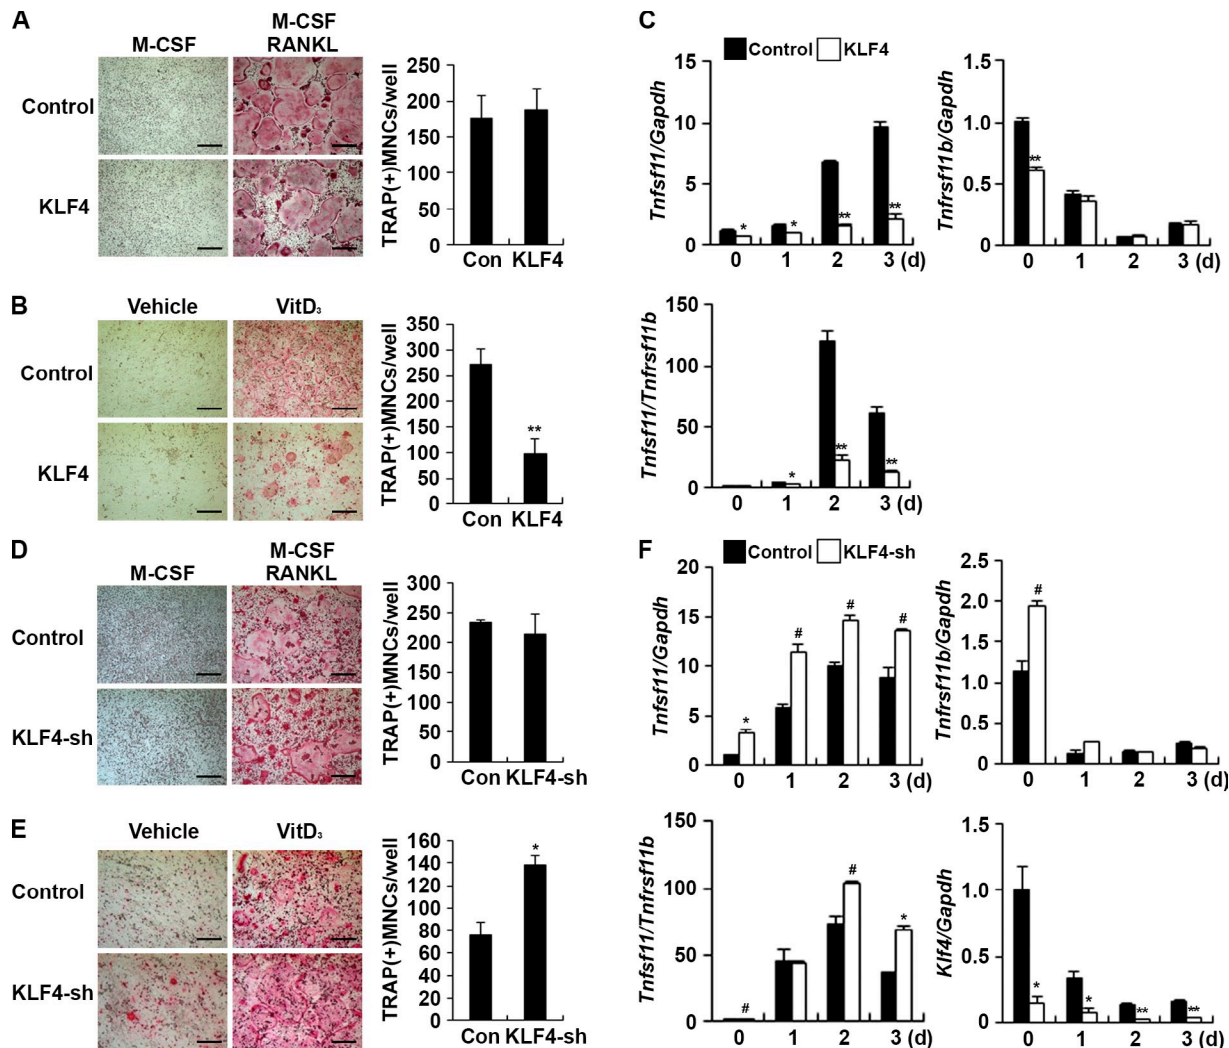 A
M-CSF
M-CSF
RANKL
Control
KLF4
TRAP(+)MNCs/well
250
200
150
100
50
0
Con KLF4
B
Vehicle
VitD₃
Control
KLF4
TRAP(+)MNCs/well
350
300
250
200
150
100
50
0
**
Con KLF4
C
Control KLF4
Tnfsf11/Gapdh
15
10
5
0
* * ** **
0 1 2 3 (d)
Tnfrsf11b/Gapdh
1.5
1.0
0.5
0
**
0 1 2 3 (d)
Tnfsf11/Tnfrsf11b
150
100
50
0
* ** **
0 1 2 3 (d)
D
M-CSF
M-CSF
RANKL
Control
KLF4-sh
TRAP(+)MNCs/well
300
250
200
150
100
50
0
Con KLF4-sh
E
Vehicle
VitD₃
Control
KLF4-sh
TRAP(+)MNCs/well
160
140
120
100
80
60
40
20
0
*
Con KLF4-sh
F
Control KLF4-sh
Tnfsf11/Gapdh
20
15
10
5
0
* # # #
0 1 2 3 (d)
Tnfrsf11b/Gapdh
2.5
2.0
1.5
1.0
0.5
0
#
0 1 2 3 (d)
Tnfsf11/Tnfrsf11b
150
100
50
0
# # *
0 1 2 3 (d)
Klf4/Gapdh
1.5
1.0
0.5
0
* * ** **
0 1 2 3 (d)